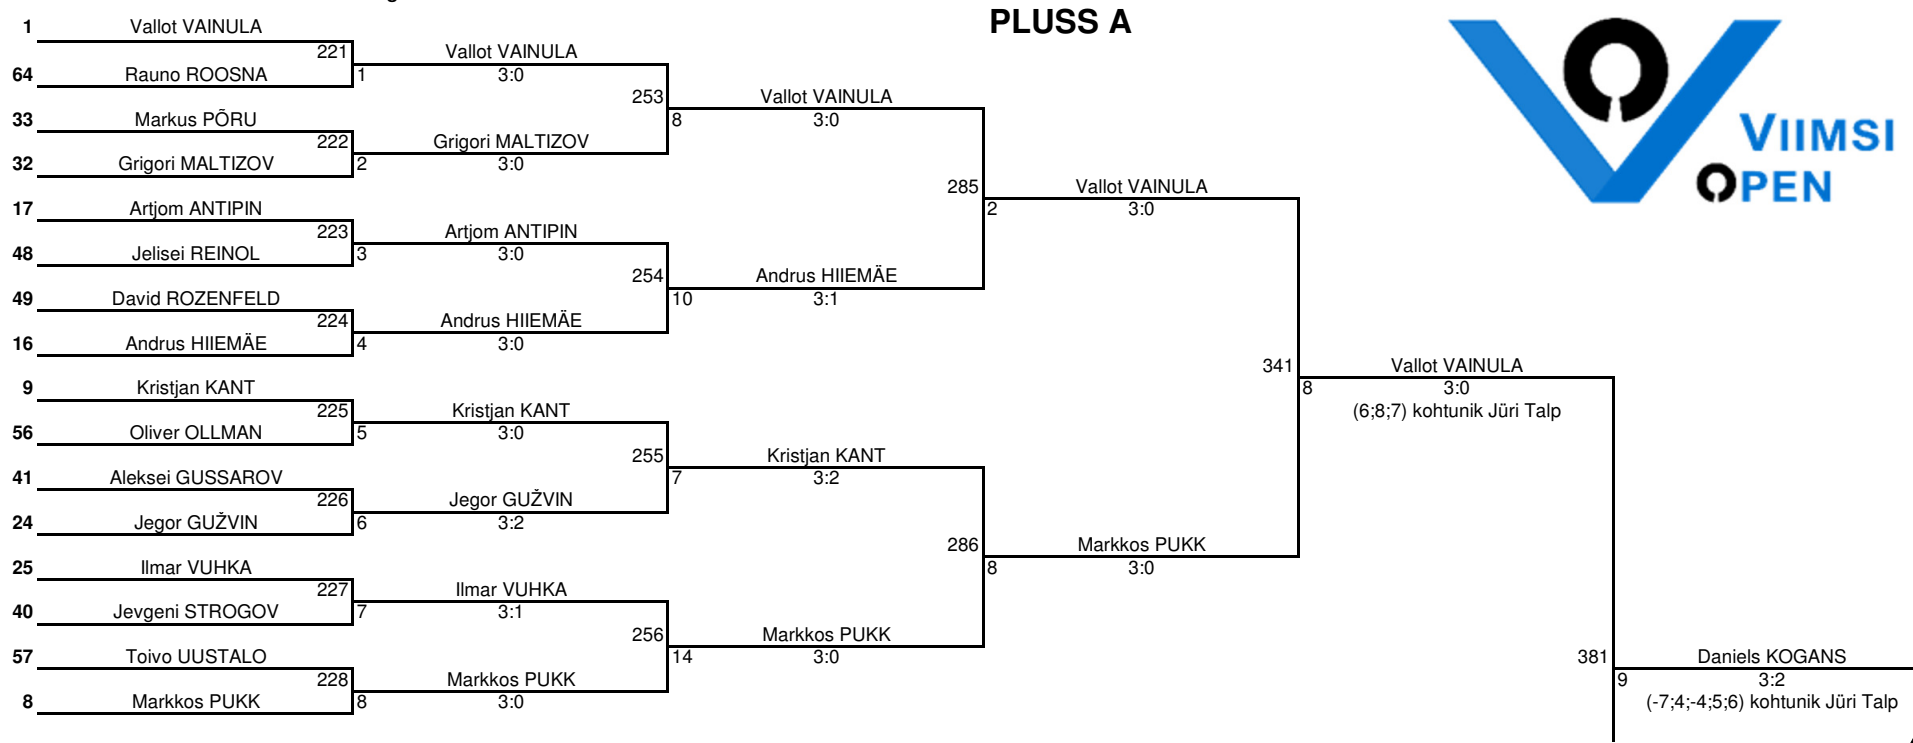 PLUSS A
VIIMSI
OPEN
1 Vallot VAINULA
221 Vallot VAINULA
64 Rauno ROOSNA 1 3:0
253 Vallot VAINULA
33 Markus PÕRU 8 3:0
222 Grigori MALTIZOV
32 Grigori MALTIZOV 2 3:0
285 Vallot VAINULA
17 Artjom ANTIPIN 2 3:0
223 Artjom ANTIPIN
48 Jelisei REINOL 3 3:0
254 Andrus HIIEMÄE
49 David ROZENFELD 10 3:1
224 Andrus HIIEMÄE
16 Andrus HIIEMÄE 4 3:0
341 Vallot VAINULA
9 Kristjan KANT 8 3:0
225 Kristjan KANT (6;8;7) kohtunik Jüri Talp
56 Oliver OLLMAN 5 3:0
255 Kristjan KANT
41 Aleksei GUSSAROV 7 3:2
226 Jegor GUŽVIN
24 Jegor GUŽVIN 6 3:2
286 Markkos PUKK
25 Ilmar VUHKA 8 3:0
227 Ilmar VUHKA
40 Jevgeni STROGOV 7 3:1
256 Markkos PUKK
57 Toivo UUSTALO 14 3:0 381 Daniels KOGANS
228 Markkos PUKK 9 3:2
8 Markkos PUKK 8 3:0 (-7;4;-4;5;6) kohtunik Jüri Talp